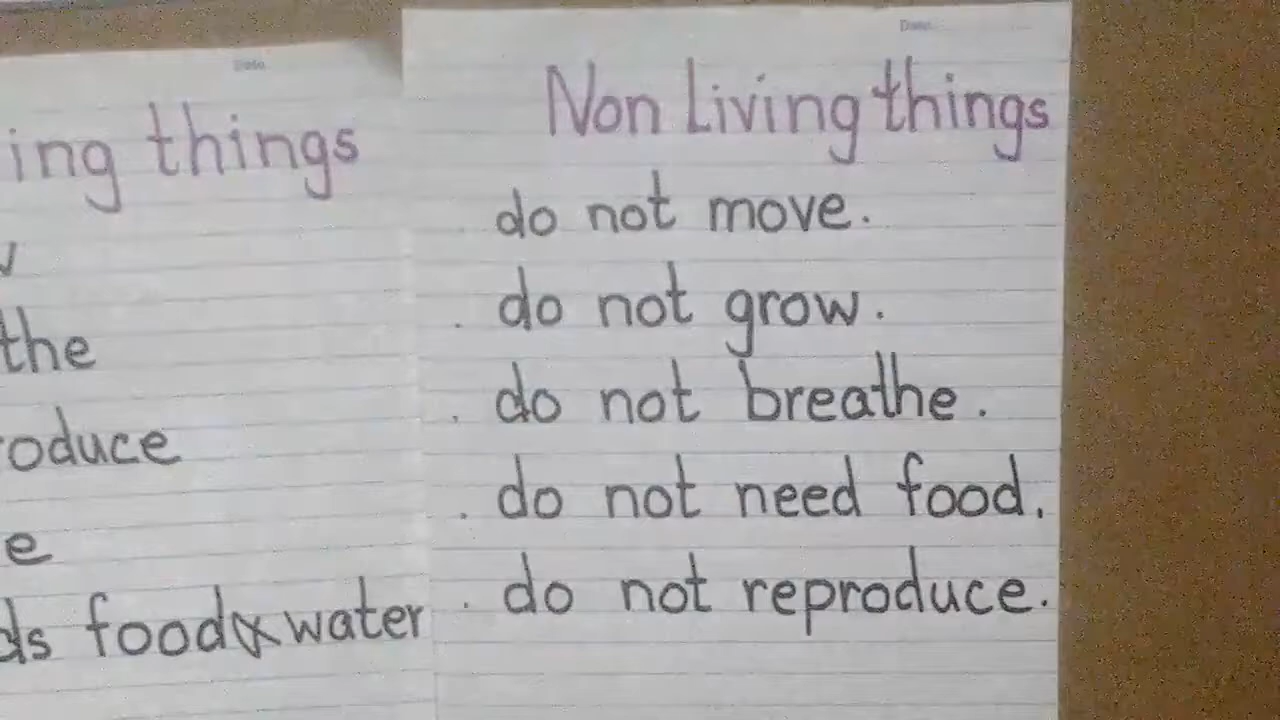 Date
ing things
the
oduce
e
ds food & water
Date
Non Living things
do not move.
. do not grow.
. do not breathe.
. do not need food.
. do not reproduce.